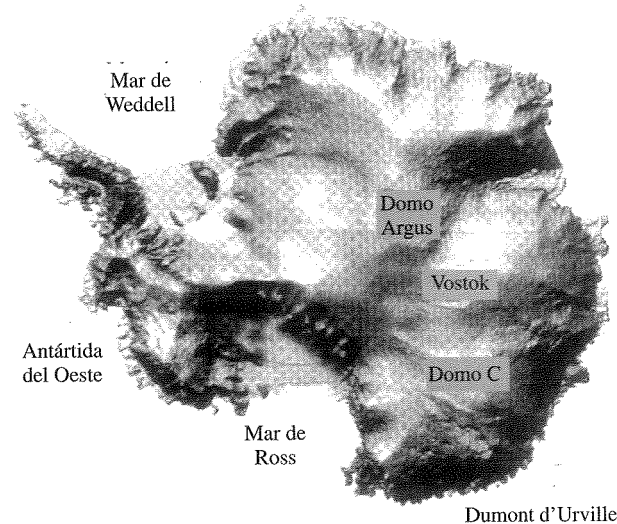 Mar de
Weddell
Domo
Argus
Vostok
Antártida
del Oeste
Domo C
Mar de
Ross
Dumont d'Urville